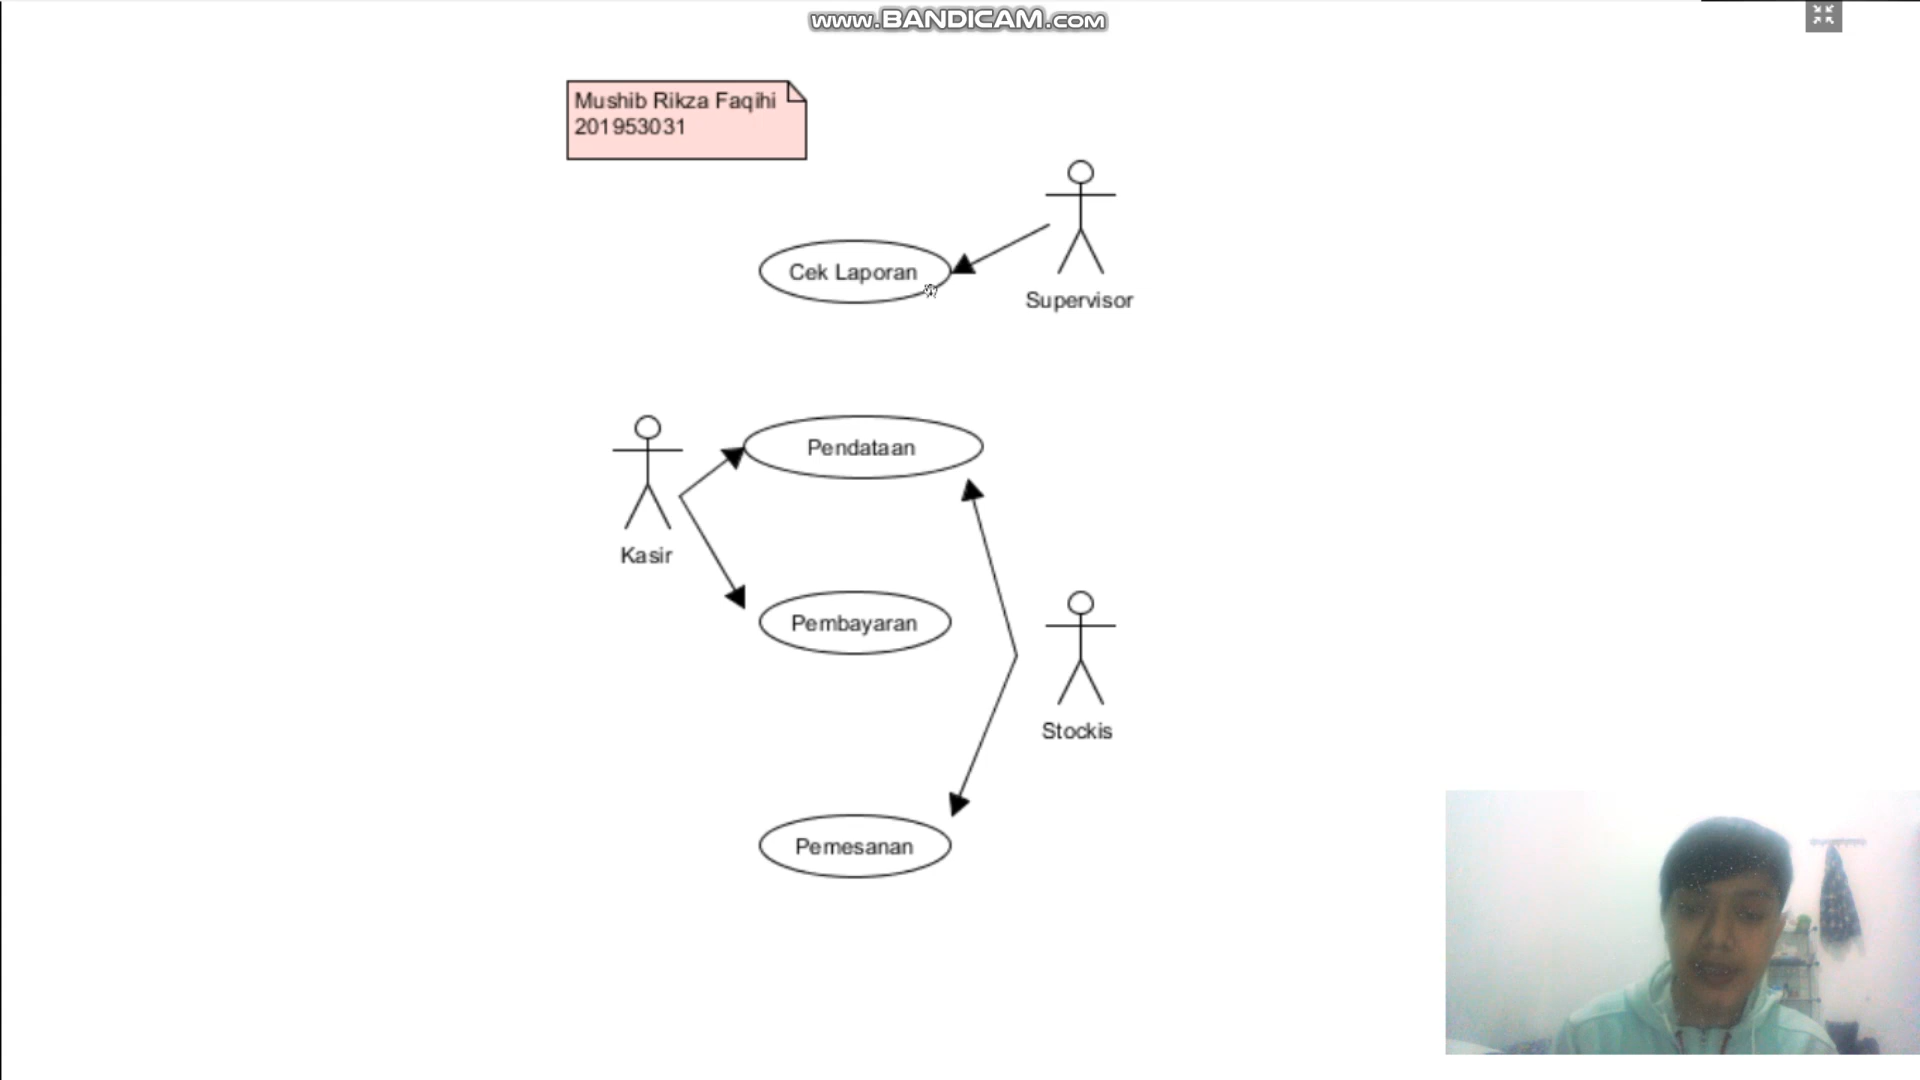 www.BANDICAM.com
Mushib Rikza Faqihi
201953031
Cek Laporan
Supervisor
Pendataan
Kasir
Pembayaran
Stockis
Pemesanan